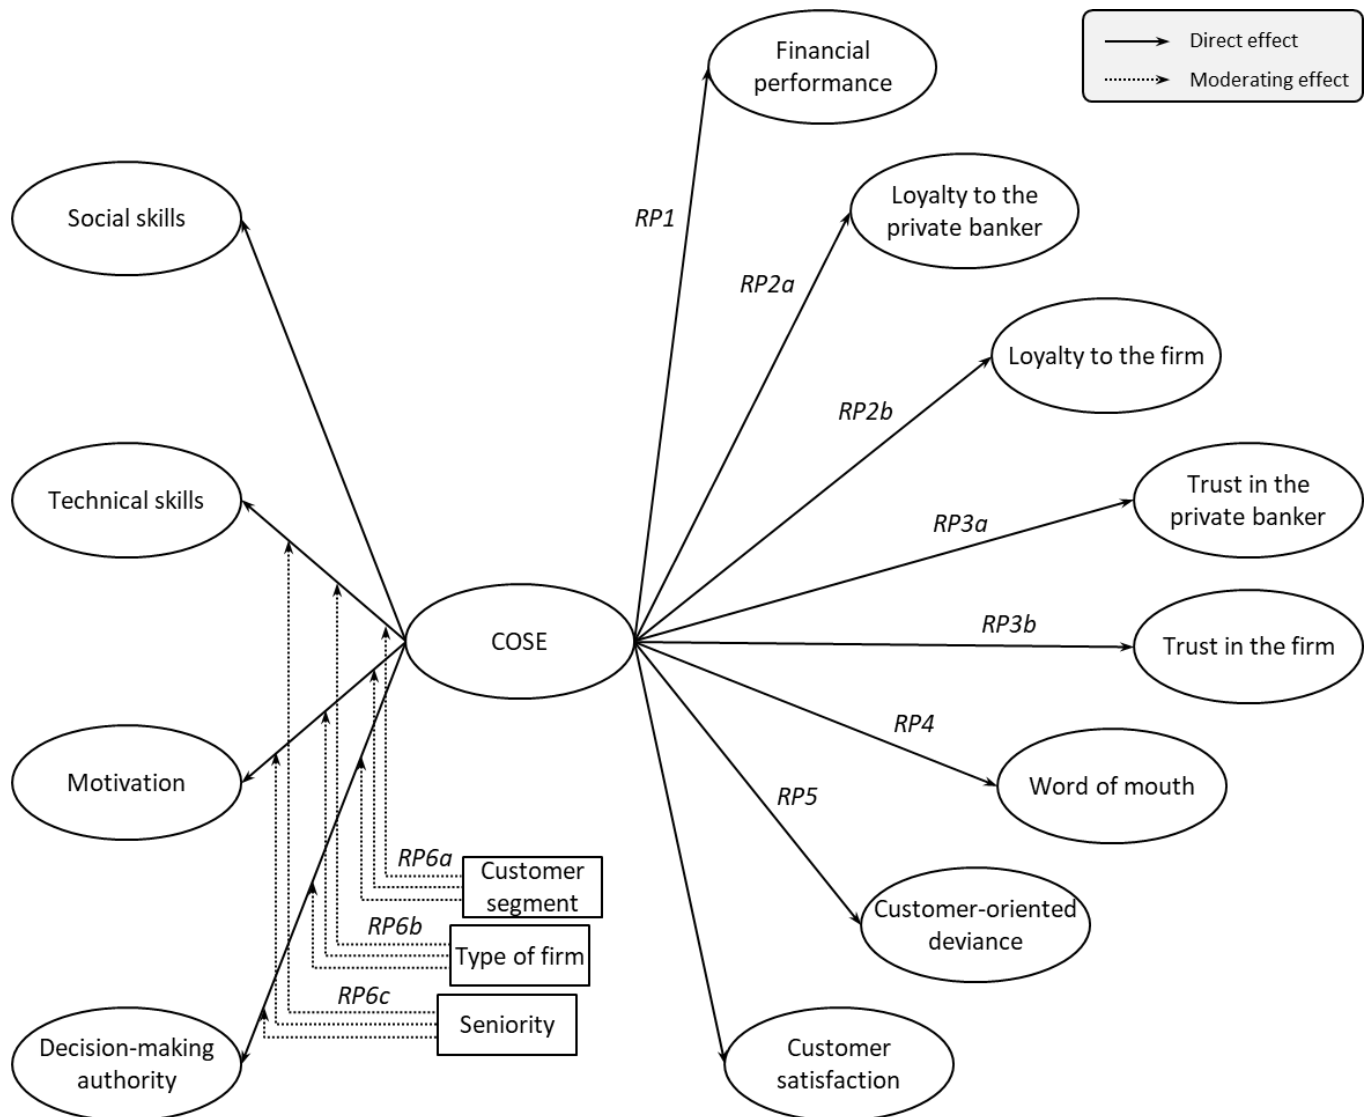 Financial
performance
Direct effect
Moderating effect
Social skills
Loyalty to the
private banker
RP1
RP2a
Loyalty to the firm
RP2b
Technical skills
Trust in the
private banker
RP3a
COSE
RP3b
Trust in the firm
RP4
Motivation
Word of mouth
RP5
RP6a
Customer
segment
RP6b
Type of firm
Customer-oriented
deviance
RP6c
Seniority
Decision-making
authority
Customer
satisfaction